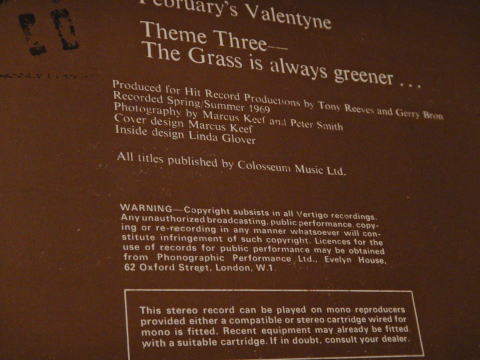 February's Valentyne
Theme Three—
The Grass is always greener . . .
Produced for Hit Record Productions by Tony Reeves and Gerry Bron
Recorded Spring/Summer 1969
Photography by Marcus Keef and Peter Smith
Cover design Marcus Keef
Inside design Linda Glover
All titles published by Colosseum Music Ltd.
WARNING—Copyright subsists in all Vertigo recordings.
Any unauthorized broadcasting, public performance, copy-
ing or re-recording in any manner whatsoever will con-
stitute infringement of such copyright. Licences for the
use of records for public performance may be obtained
from Phonographic Performance Ltd., Evelyn House,
62 Oxford Street, London, W.1.
This stereo record can be played on mono reproducers
provided either a compatible or stereo cartridge wired for
mono is fitted. Recent equipment may already be fitted
with a suitable cartridge. If in doubt, consult your dealer.